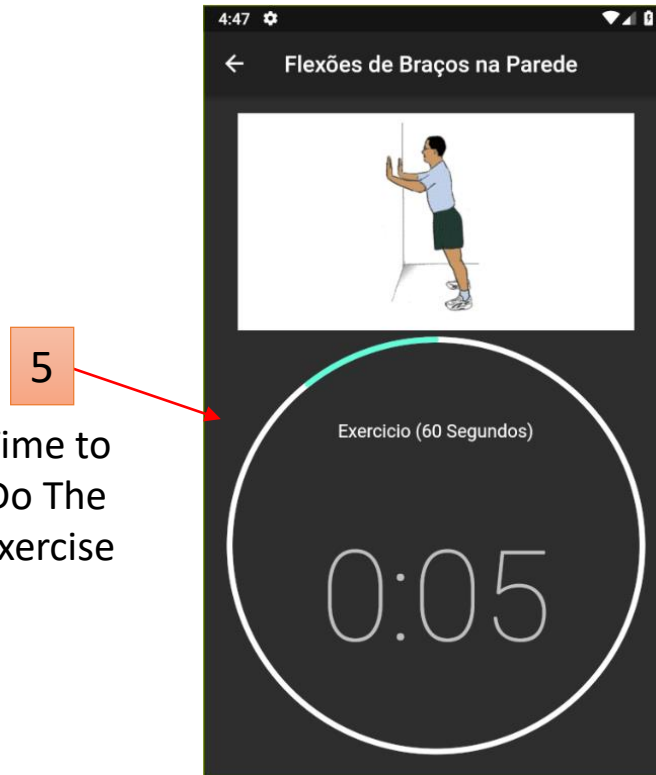 4:47
Flexões de Braços na Parede
Exercicio (60 Segundos)
0:05
5
ime to
Do The
xercise